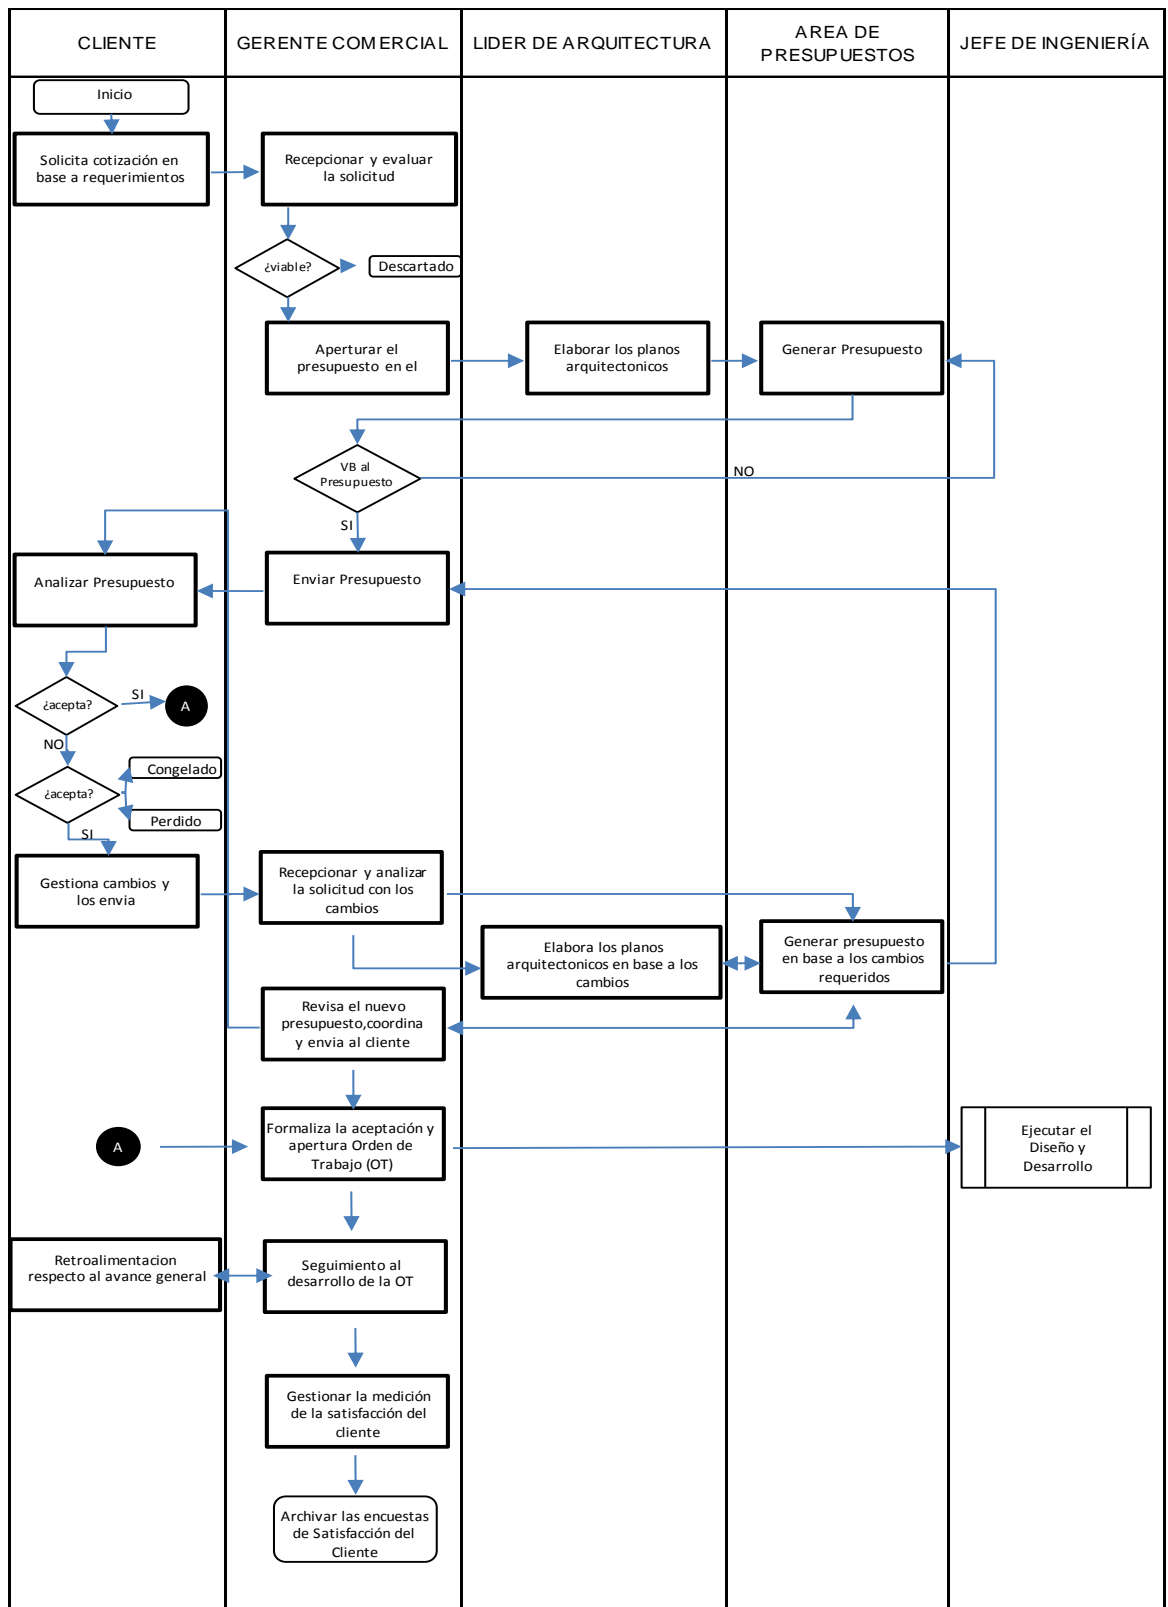 CLIENTE
GERENTE COMERCIAL
LIDER DE ARQUITECTURA
AREA DE
PRESUPUESTOS
JEFE DE INGENIERÍA
Inicio
Solicita cotización en
base a requerimientos
Recepcionar y evaluar
la solicitud
¿viable?
Descartado
Aperturar el
presupuesto en el
Elaborar los planos
arquitectonicos
Generar Presupuesto
VB al
Presupuesto
NO
SI
Analizar Presupuesto
Enviar Presupuesto
¿acepta?
SI
A
NO
Congelado
¿acepta?
Perdido
SI
Gestiona cambios y
los envia
Recepcionar y analizar
la solicitud con los
cambios
Elabora los planos
arquitectonicos en base a los
cambios
Generar presupuesto
en base a los cambios
requeridos
Revisa el nuevo
presupuesto,coordina
y envia al cliente
A
Formaliza la aceptación y
apertura Orden de
Trabajo (OT)
Ejecutar el
Diseño y
Desarrollo
Retroalimentacion
respecto al avance general
Seguimiento al
desarrollo de la OT
Gestionar la medición
de la satisfacción del
cliente
Archivar las encuestas
de Satisfacción del
Cliente